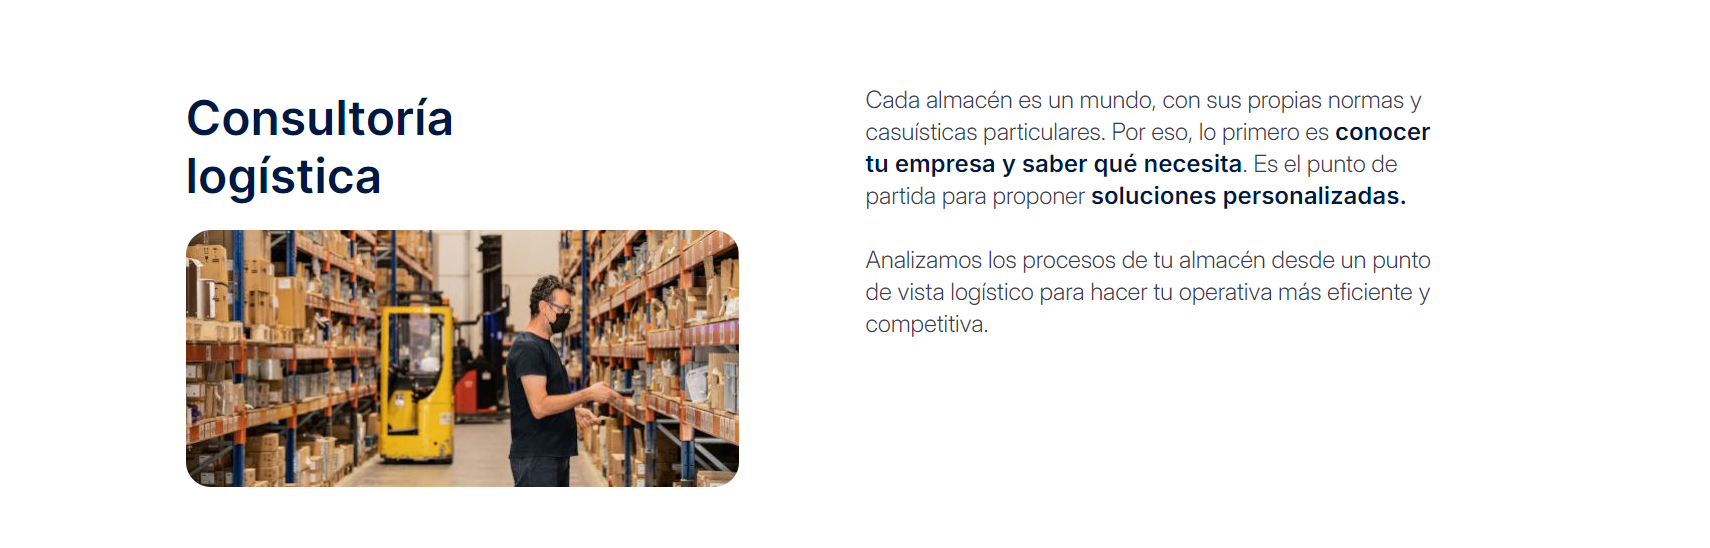 Consultoría
logística
Cada almacén es un mundo, con sus propias normas y
casuísticas particulares. Por eso, lo primero es conocer
tu empresa y saber qué necesita. Es el punto de
partida para proponer soluciones personalizadas.
Analizamos los procesos de tu almacén desde un punto
de vista logístico para hacer tu operativa más eficiente y
competitiva.